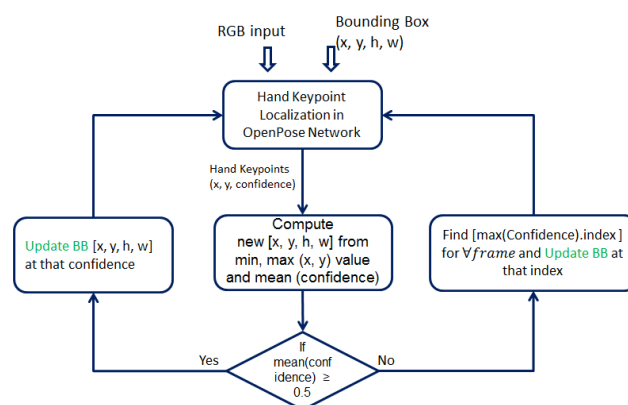 RGB input
Bounding Box
(x, y, h, w)
Hand Keypoint
Localization in
OpenPose Network
Hand Keypoints
(x, y, confidence)
Update BB [x, y, h, w]
at that confidence
Compute
new [x, y, h, w] from
min, max (x, y) value
and mean (confidence)
Find [max(Confidence).index]
for ∀frame and Update BB at
that index
Yes
If
mean(conf
idence) ≥
0.5
No